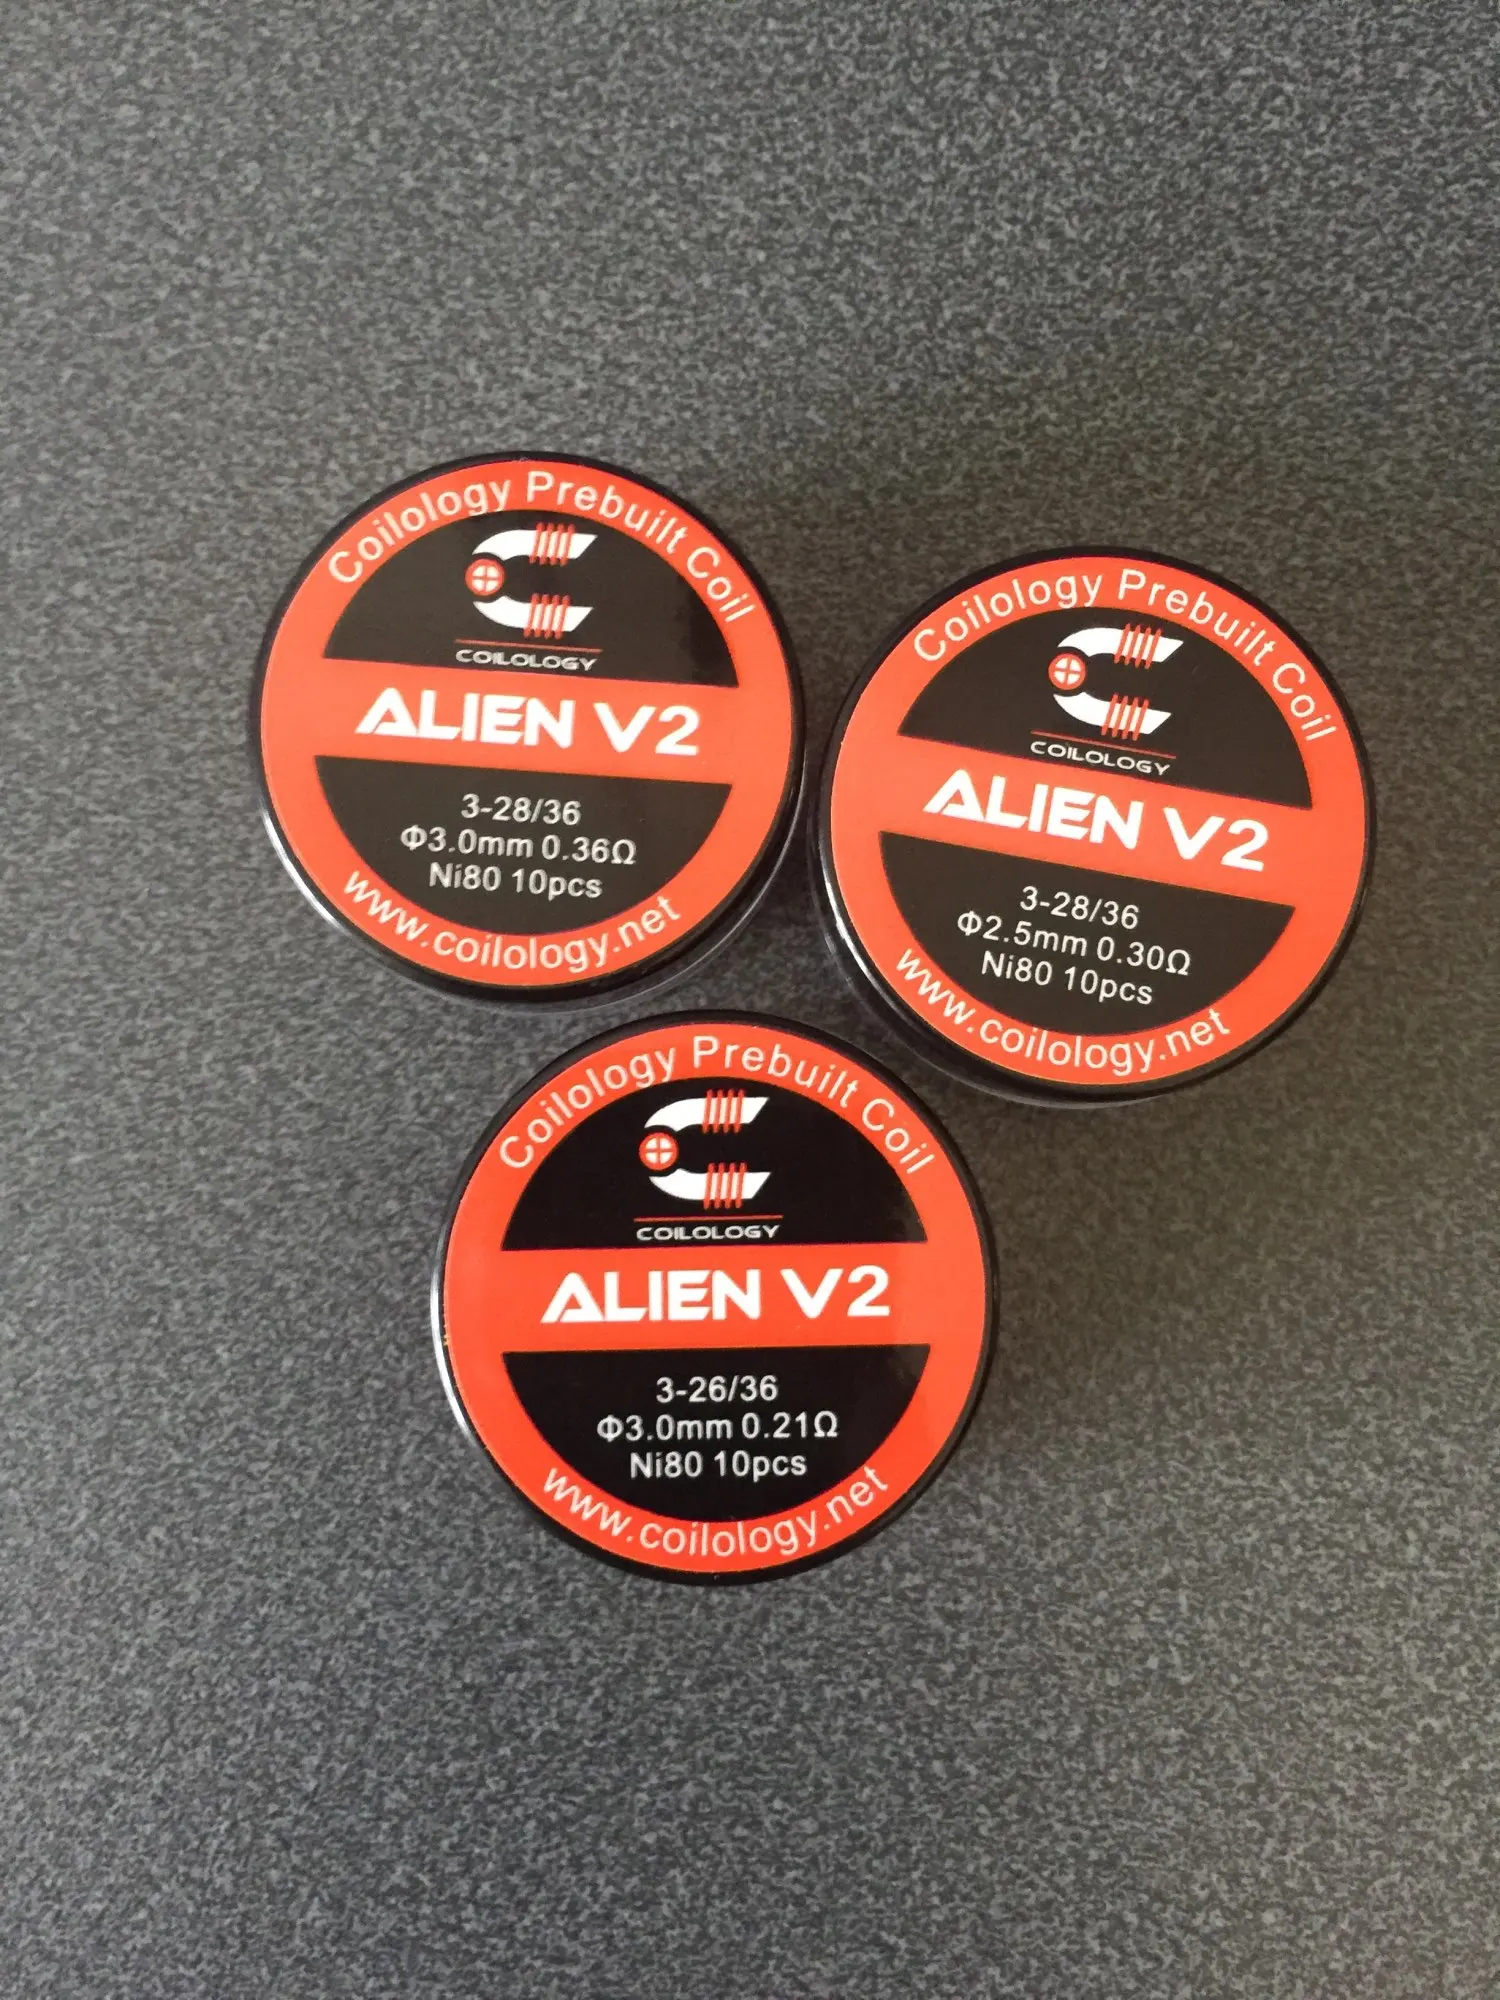 Coilology Prebuilt Coil
COILOLOGY
ALIEN V2
3-28/36
Φ3.0mm 0.36Ω
Ni80 10pcs
www.coilology.net
Coilology Prebuilt Coil
COILOLOGY
ALIEN V2
3-28/36
Φ2.5mm 0.30Ω
Ni80 10pcs
www.coilology.net
Coilology Prebuilt Coil
COILOLOGY
ALIEN V2
3-26/36
Φ3.0mm 0.21Ω
Ni80 10pcs
www.coilology.net